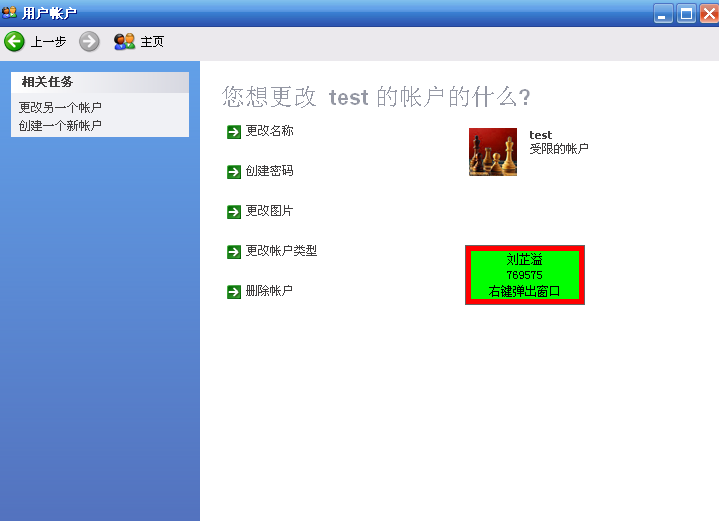 用户帐户
上一步
主页
相关任务
更改另一个帐户
创建一个新帐户
您想更改 test 的帐户的什么?
更改名称
创建密码
更改图片
更改帐户类型
删除帐户
test
受限的帐户
刘芷溢
769575
右键弹出窗口